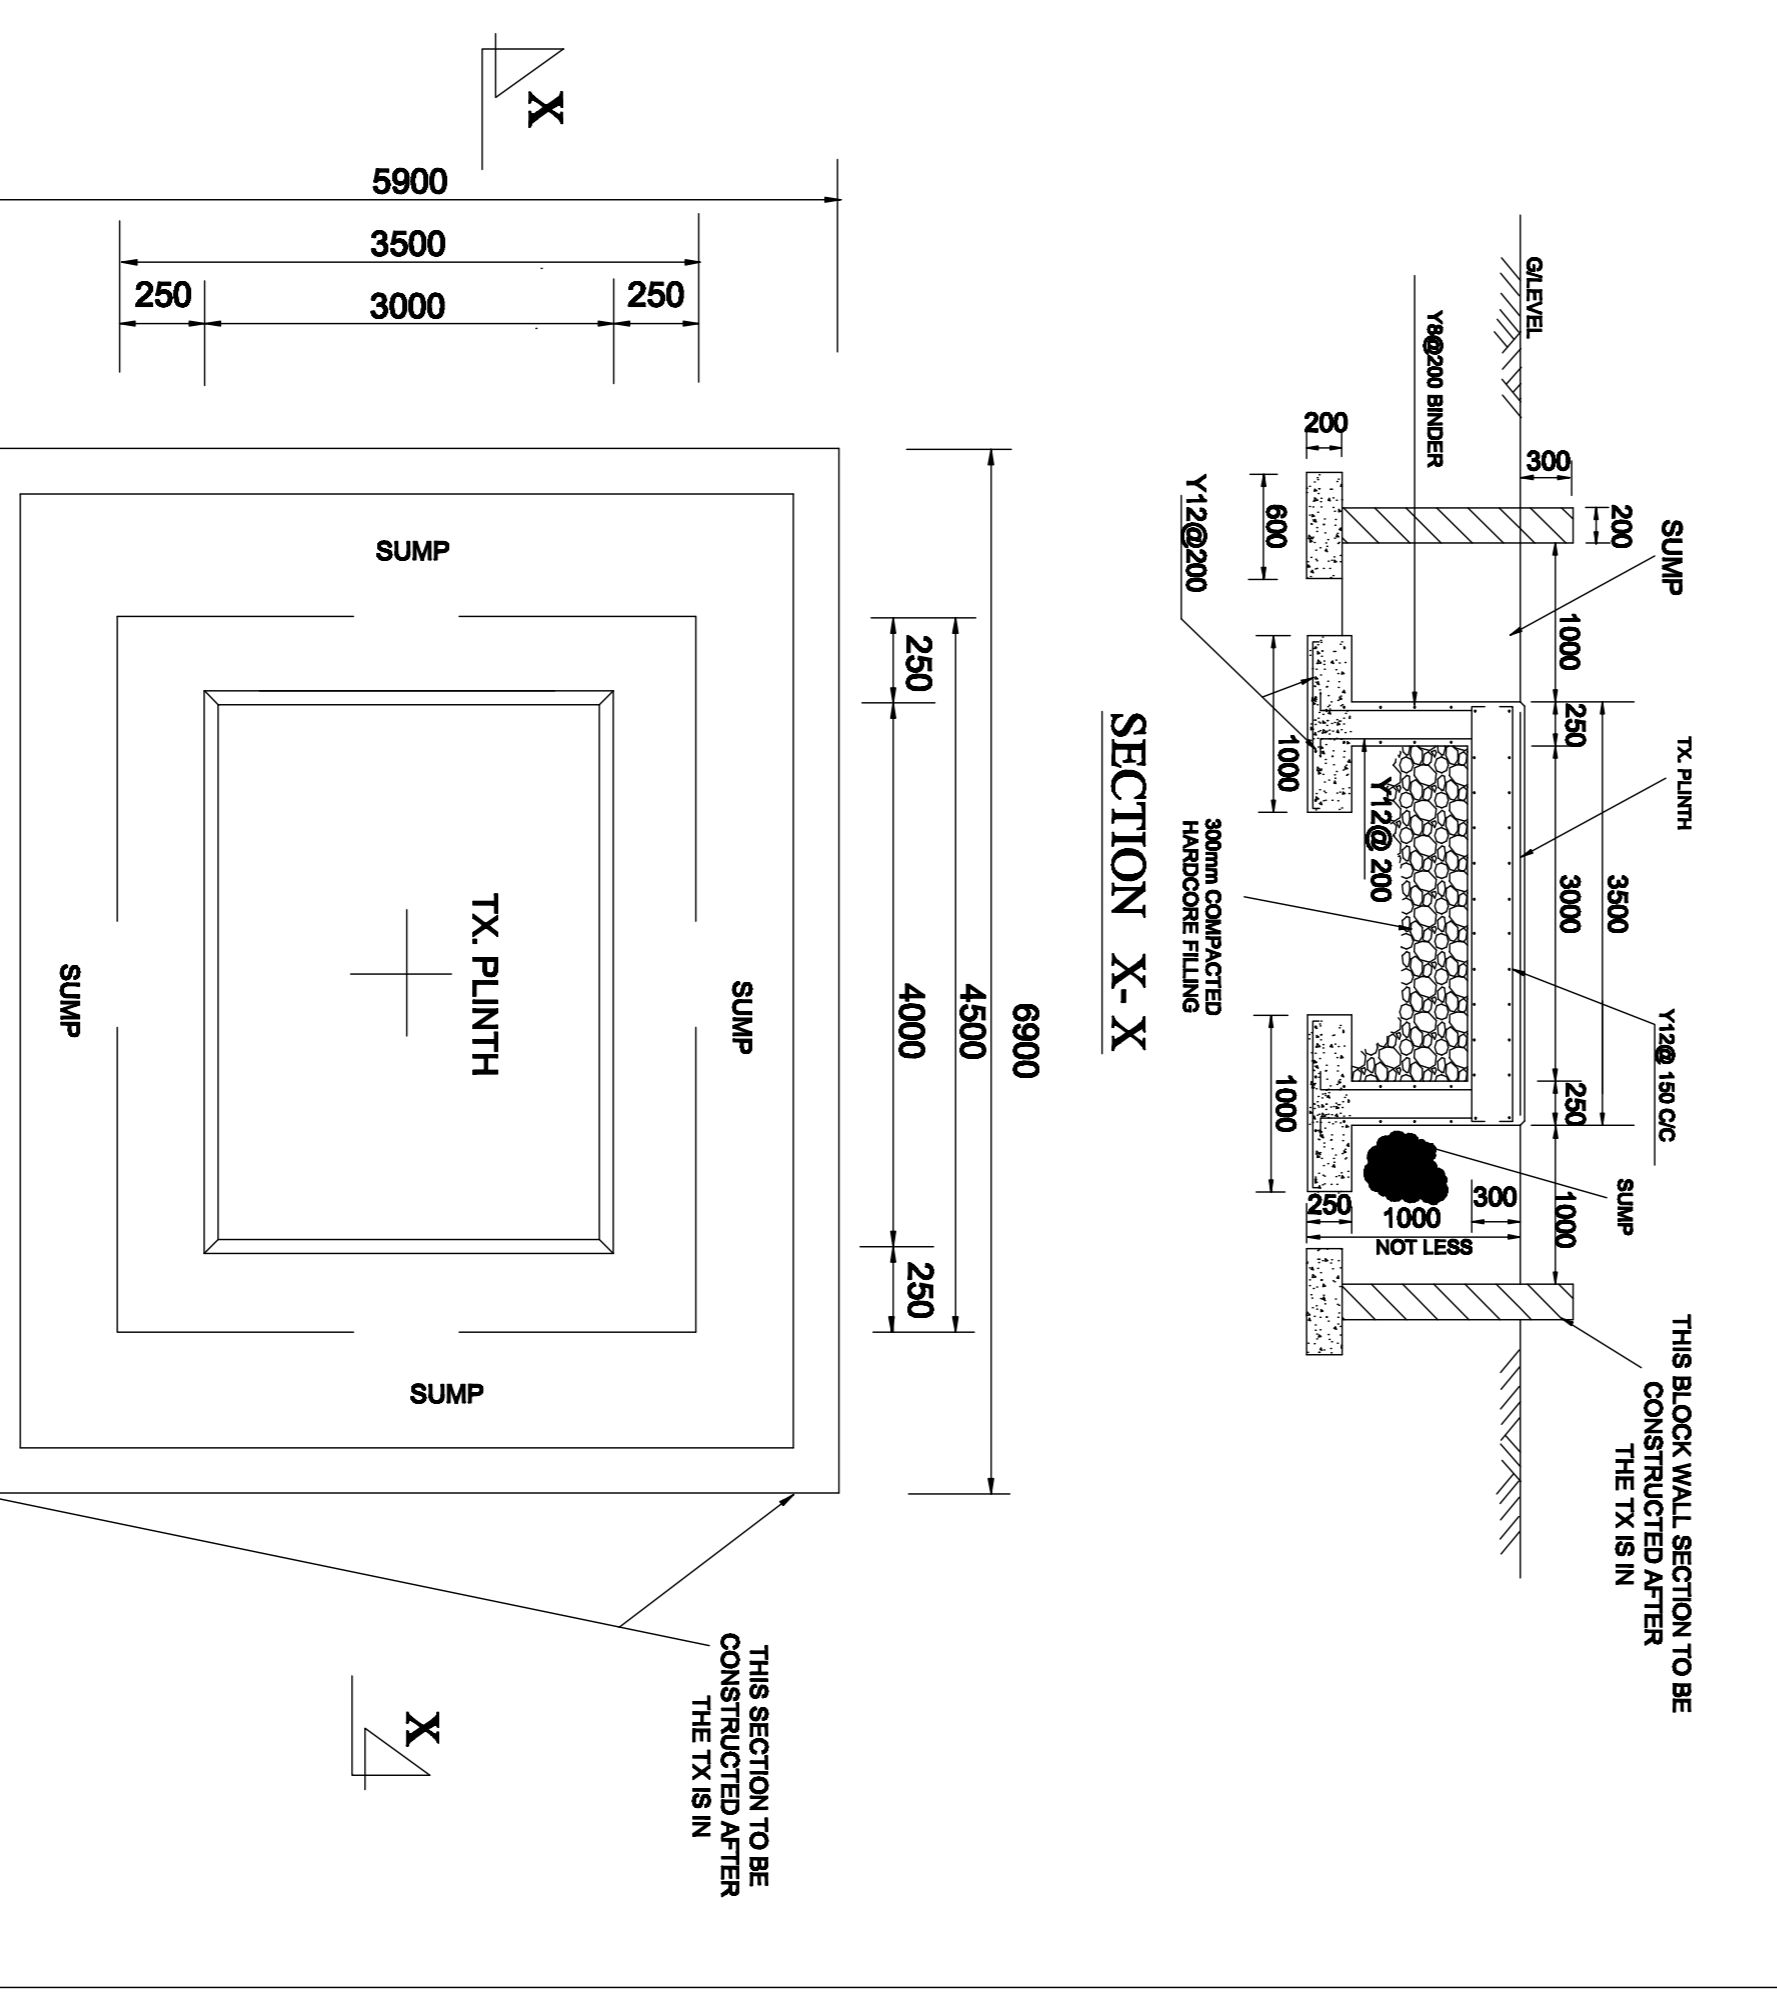 G/LEVEL
300
200
SUMP
1000
250
TX. PLINTH
3500
3000
Y12@ 150 C/C
250
SUMP
1000
THIS BLOCK WALL SECTION TO BE
CONSTRUCTED AFTER
THE TX IS IN
Y8@200 BINDER
200
600
Y12@200
1000
Y12@ 200
300mm COMPACTED
HARDCORE FILLING
1000
250
1000
300
NOT LESS
SECTION X-X
6900
4500
250
4000
250
X
5900
3500
250
3000
250
SUMP
SUMP
TX. PLINTH
SUMP
SUMP
THIS SECTION TO BE
CONSTRUCTED AFTER
THE TX IS IN
X